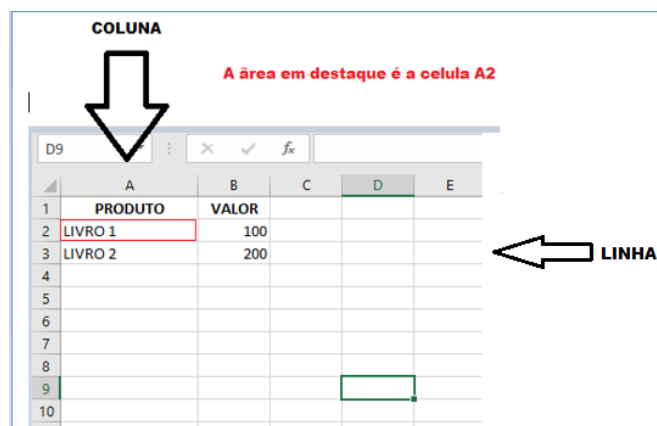 COLUNA
A ärea em destaque é a celula A2
D9 fx
A B C D E
1 PRODUTO VALOR
2 LIVRO 1 100
3 LIVRO 2 200
LINHA
4
5
6
7
8
9
10